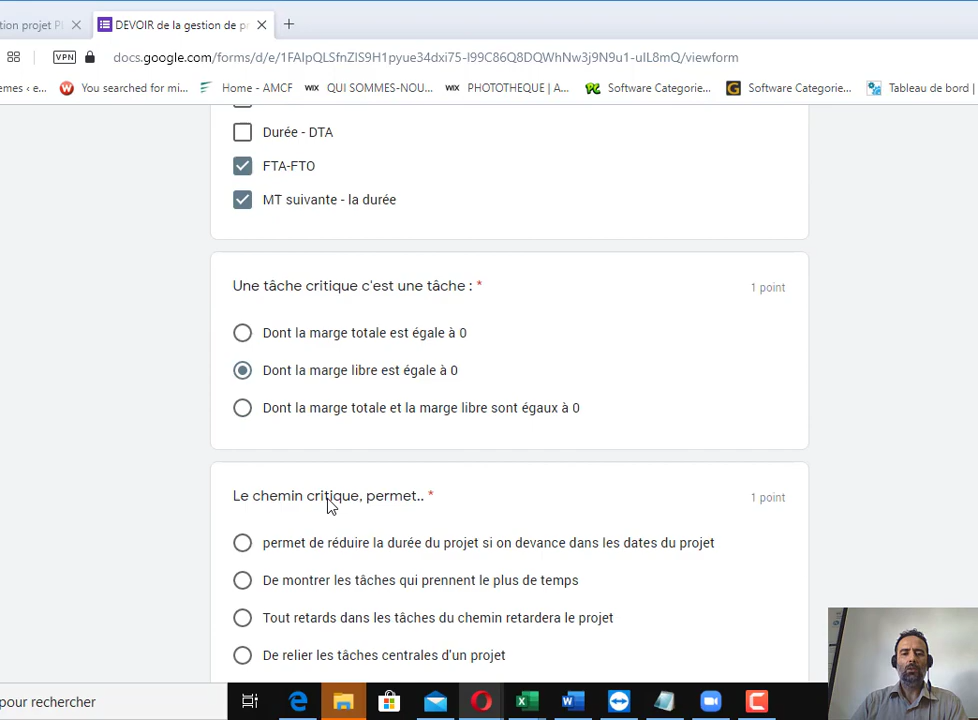 tion projet P
DEVOIR de la gestion de pr
VPN
docs.google.com/forms/d/e/1FAIpQLSfnZIS9H1pyue34dxi75-I99C86Q8DQWhNw3j9N9u1-uIL8mQ/viewform
emes ‹ e...
You searched for mi...
Home - AMCF
WIX QUI SOMMES-NOU...
WIX PHOTOTHEQUE | A...
Software Categorie...
Software Categorie...
Tableau de bord |
Durée - DTA
FTA-FTO
MT suivante - la durée
Une tâche critique c'est une tâche : *
1 point
Dont la marge totale est égale à 0
Dont la marge libre est égale à 0
Dont la marge totale et la marge libre sont égaux à 0
Le chemin critique, permet.. *
1 point
permet de réduire la durée du projet si on devance dans les dates du projet
De montrer les tâches qui prennent le plus de temps
Tout retards dans les tâches du chemin retardera le projet
De relier les tâches centrales d'un projet
pour rechercher